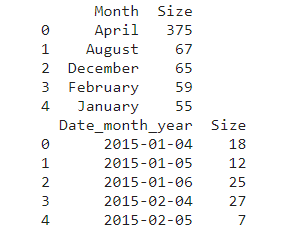 Month Size
0 April 375
1 August 67
2 December 65
3 February 59
4 January 55
Date_month_year Size
0 2015-01-04 18
1 2015-01-05 12
2 2015-01-06 25
3 2015-02-04 27
4 2015-02-05 7